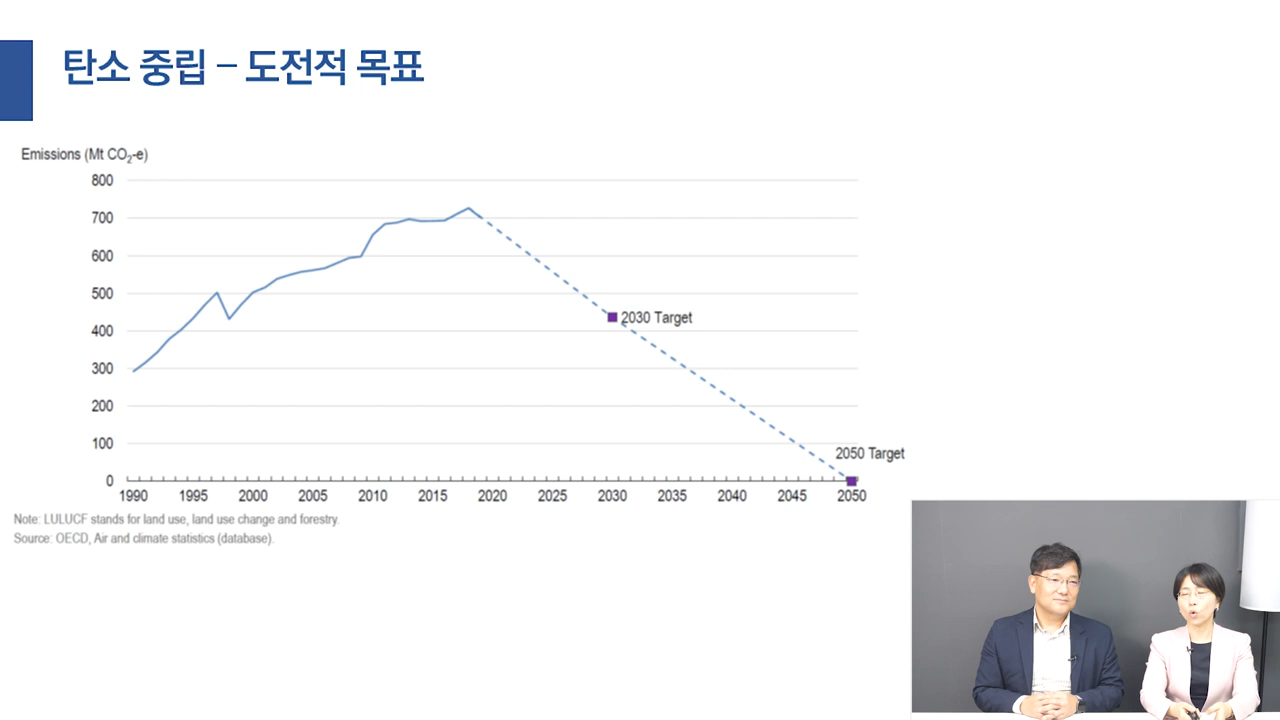 탄소 중립 – 도전적 목표
Emissions (Mt CO₂-e)
800
700
600
500
400
300
200
100
0
2030 Target
2050 Target
1990 1995 2000 2005 2010 2015 2020 2025 2030 2035 2040 2045 2050
Note: LULUCF stands for land use, land use change and forestry.
Source: OECD, Air and climate statistics (database).